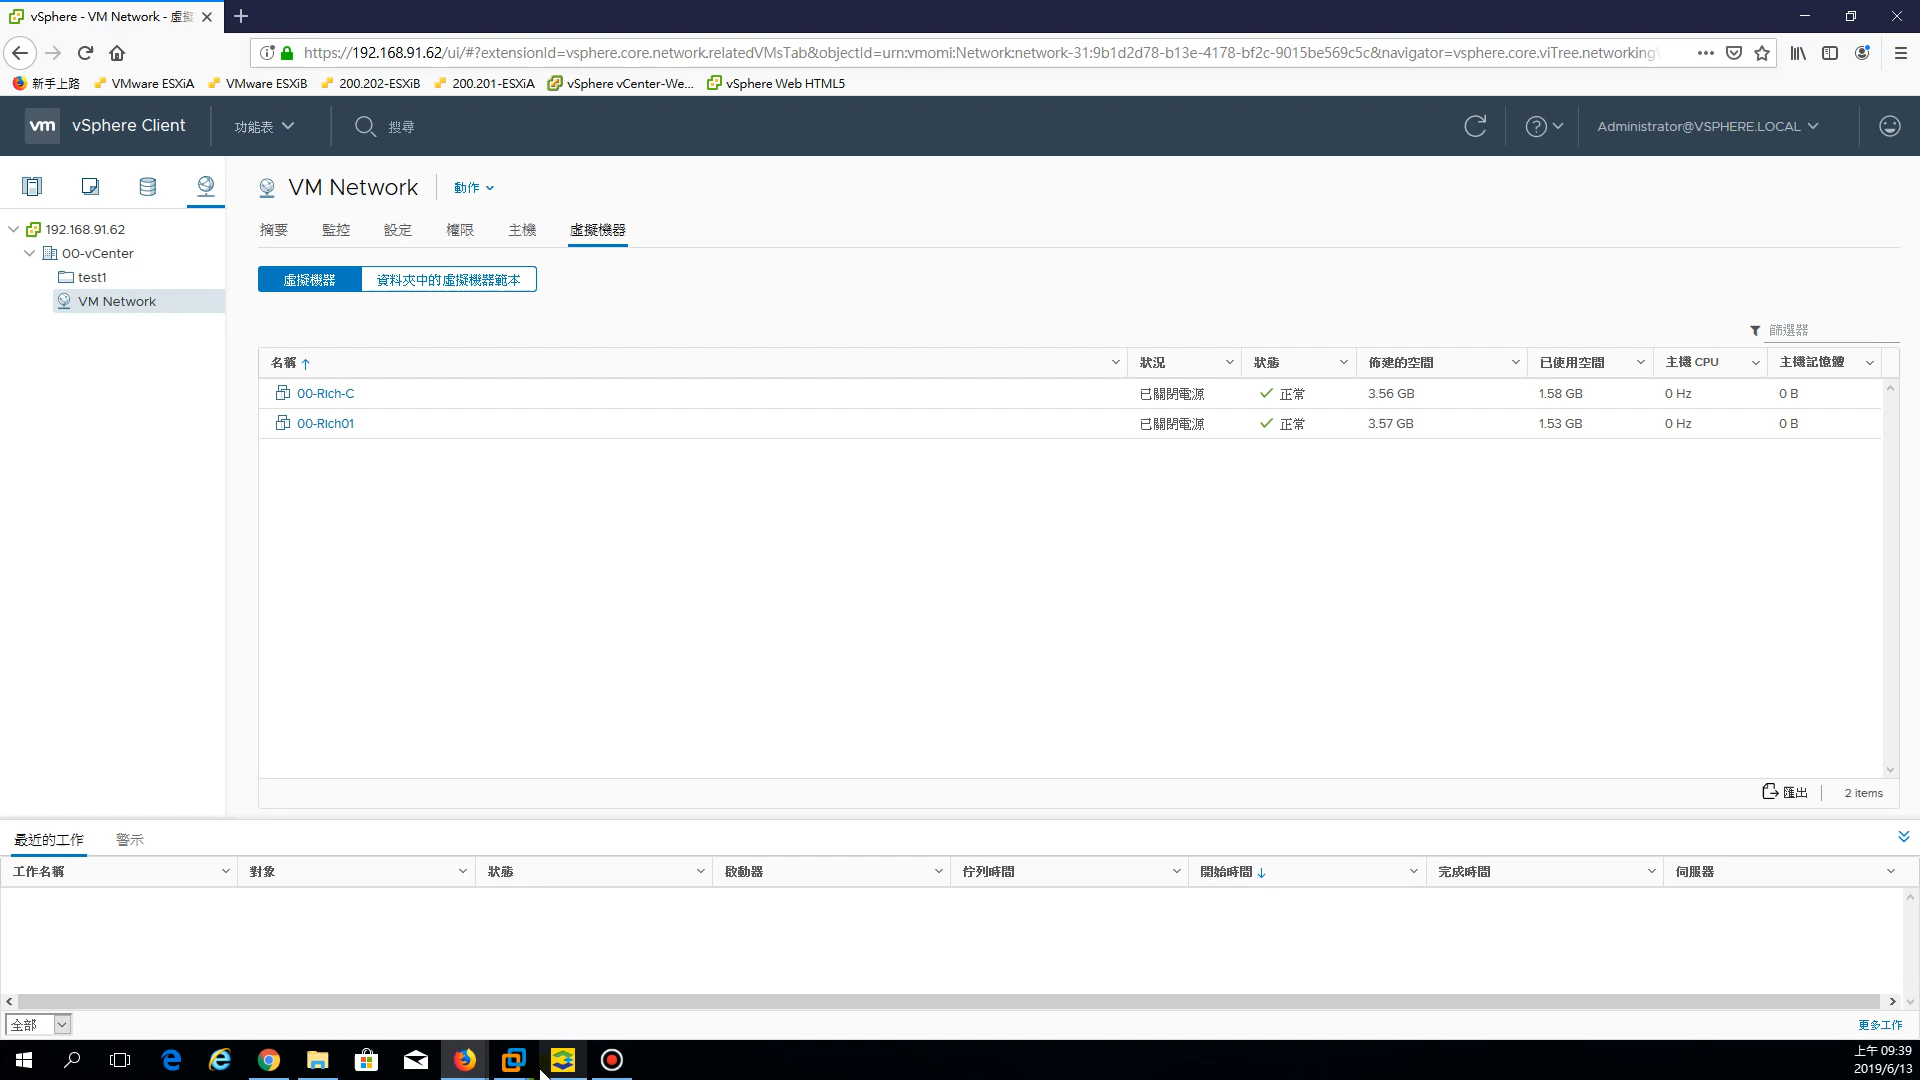 vSphere - VM Network - 虛擬
https://192.168.91.62/ui/#?extensionId=vsphere.core.network.relatedVMsTab&objectId=urn:vmomi:Network:network-31:9b1d2d78-b13e-4178-bf2c-9015be569c5c&navigator=vsphere.core.viTree.networking
新手上路 VMware ESXiA VMware ESXiB 200.202-ESXiB 200.201-ESXiA vSphere vCenter-We... vSphere Web HTML5
vm vSphere Client 功能表 搜尋 Administrator@VSPHERE.LOCAL
VM Network 動作
摘要 監控 設定 權限 主機 虛擬機器
192.168.91.62
00-vCenter
test1
VM Network
虛擬機器 資料夾中的虛擬機器範本
篩選器
名稱 狀況 狀態 佈建的空間 已使用空間 主機 CPU 主機記憶體
00-Rich-C 已關閉電源 正常 3.56 GB 1.58 GB 0 Hz 0 B
00-Rich01 已關閉電源 正常 3.57 GB 1.53 GB 0 Hz 0 B
匯出 2 items
最近的工作 警示
工作名稱 對象 狀態 啟動器 佇列時間 開始時間 完成時間 伺服器
全部 更多工作
上午 09:39
2019/6/13